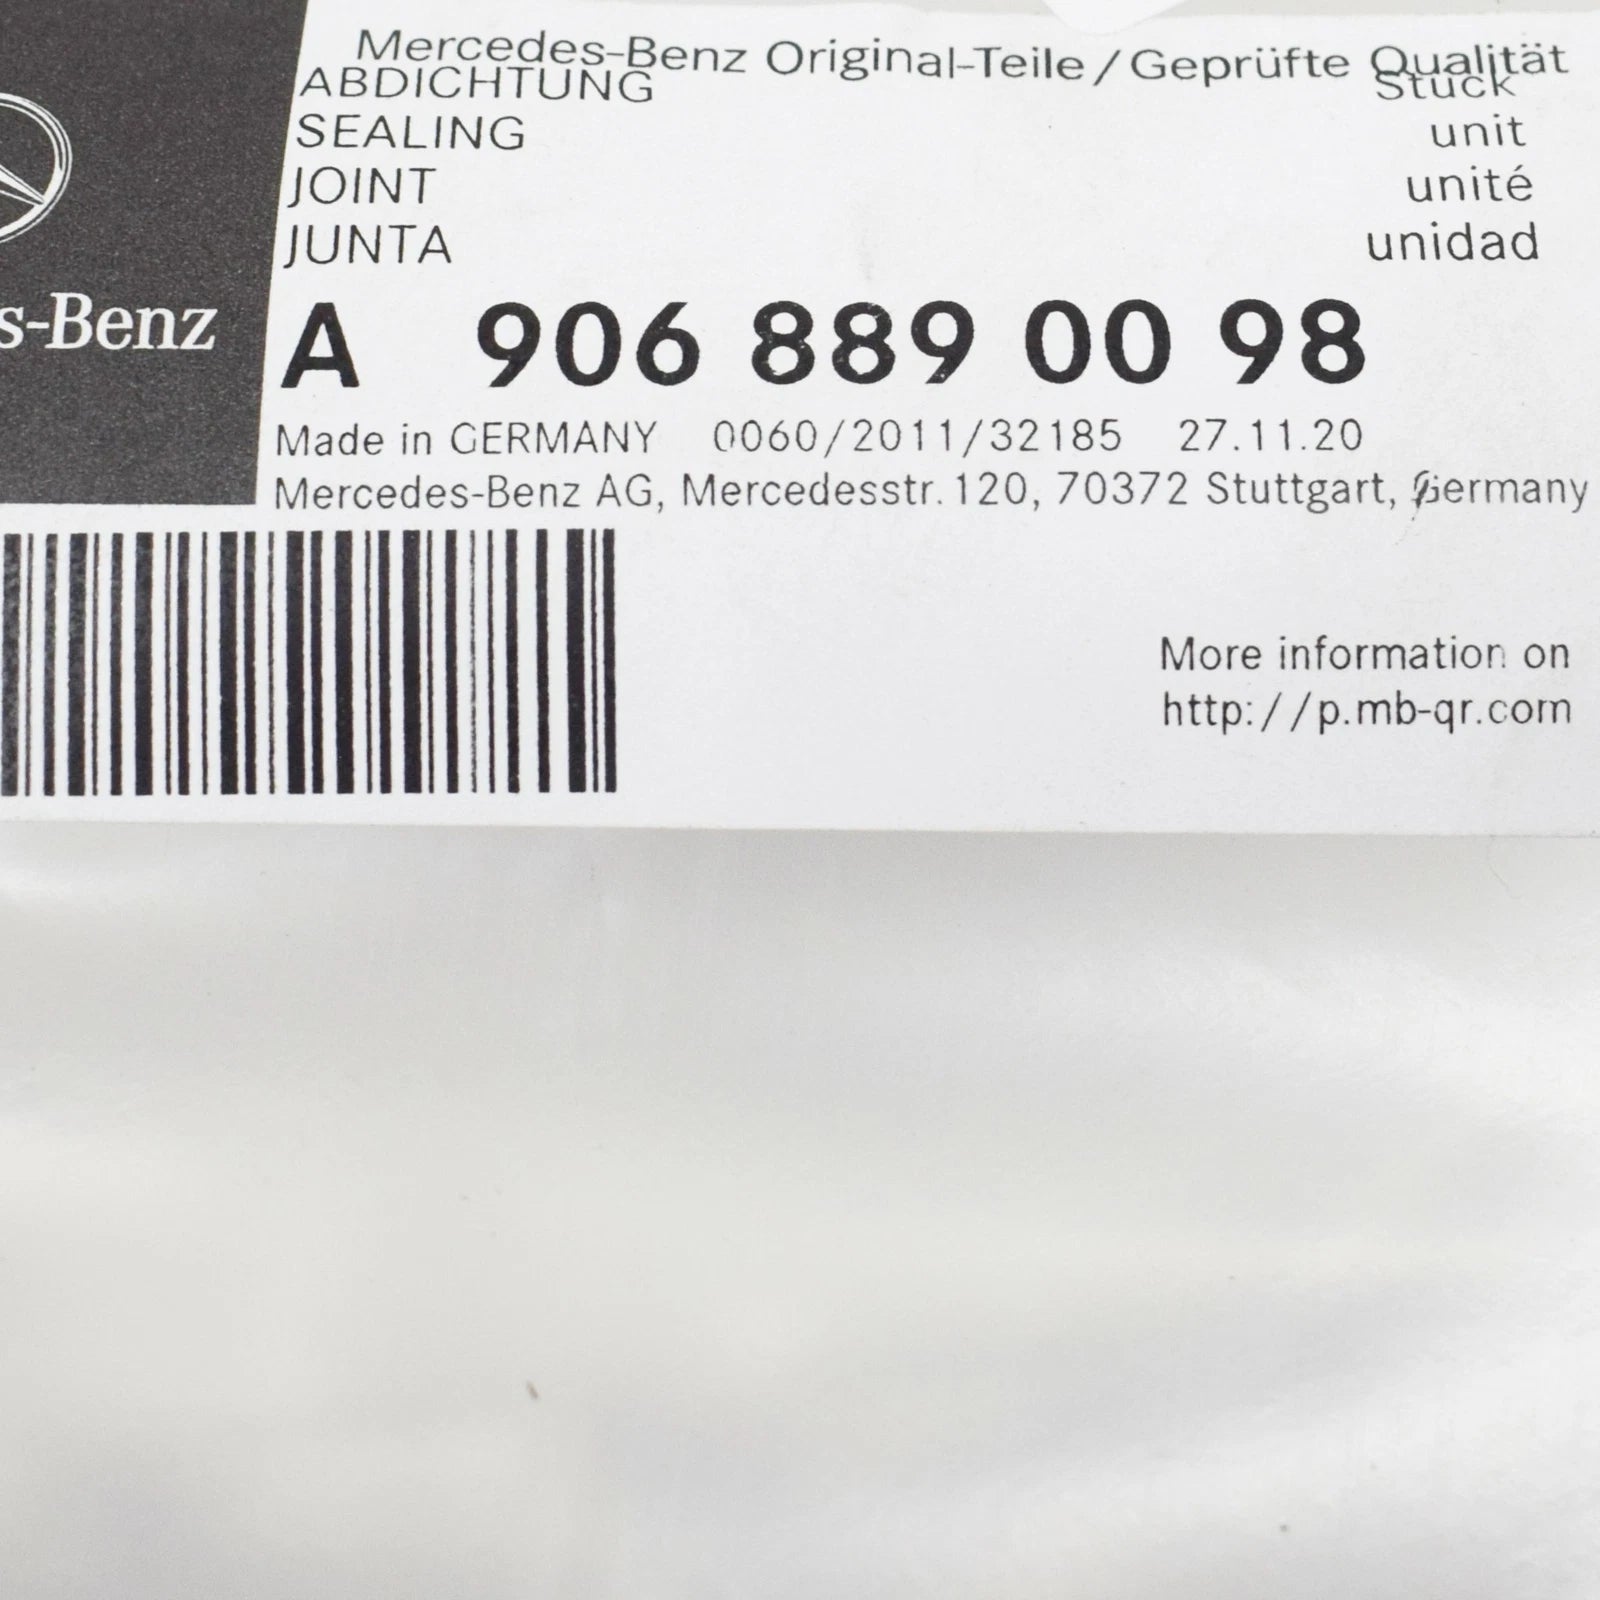 Mercedes-Benz Original-Teile/Geprüfte Qualität
ABDICHTUNG Stück
SEALING unit
JOINT unité
JUNTA unidad
s-Benz
A 906 889 00 98
Made in GERMANY 0060/2011/32185 27.11.20
Mercedes-Benz AG, Mercedesstr. 120, 70372 Stuttgart, Germany
More information on
http://p.mb-qr.com